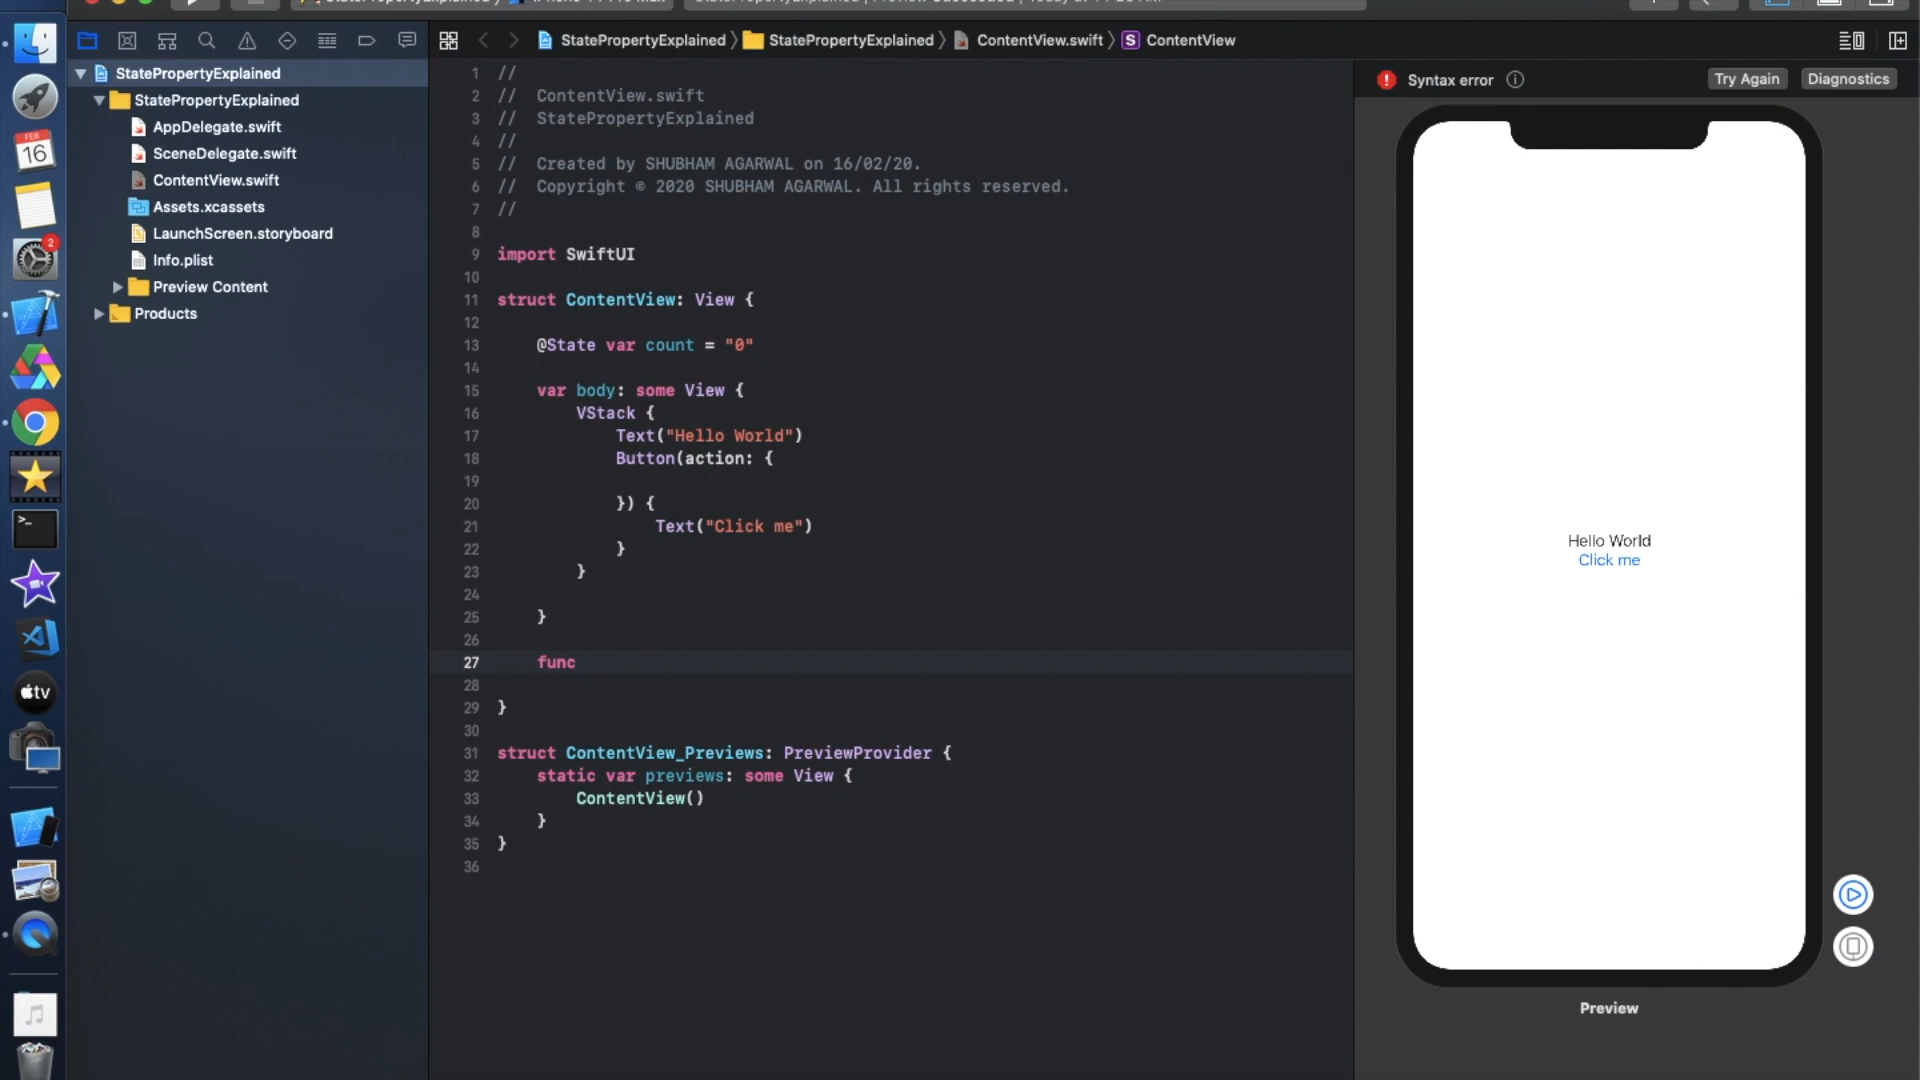 StatePropertyExplained 〉 StatePropertyExplained 〉 ContentView.swift 〉 S ContentView
StatePropertyExplained
StatePropertyExplained
AppDelegate.swift
SceneDelegate.swift
ContentView.swift
Assets.xcassets
LaunchScreen.storyboard
Info.plist
Preview Content
Products
FEB
16
2
>_
tv
1 //
2 // ContentView.swift
3 // StatePropertyExplained
4 //
5 // Created by SHUBHAM AGARWAL on 16/02/20.
6 // Copyright © 2020 SHUBHAM AGARWAL. All rights reserved.
7 //
8
9 import SwiftUI
10
11 struct ContentView: View {
12
13 @State var count = "0"
14
15 var body: some View {
16 VStack {
17 Text("Hello World")
18 Button(action: {
19
20 }) {
21 Text("Click me")
22 }
23 }
24
25 }
26
27 func
28
29 }
30
31 struct ContentView_Previews: PreviewProvider {
32 static var previews: some View {
33 ContentView()
34 }
35 }
36
Syntax error
Try Again
Diagnostics
Hello World
Click me
Preview